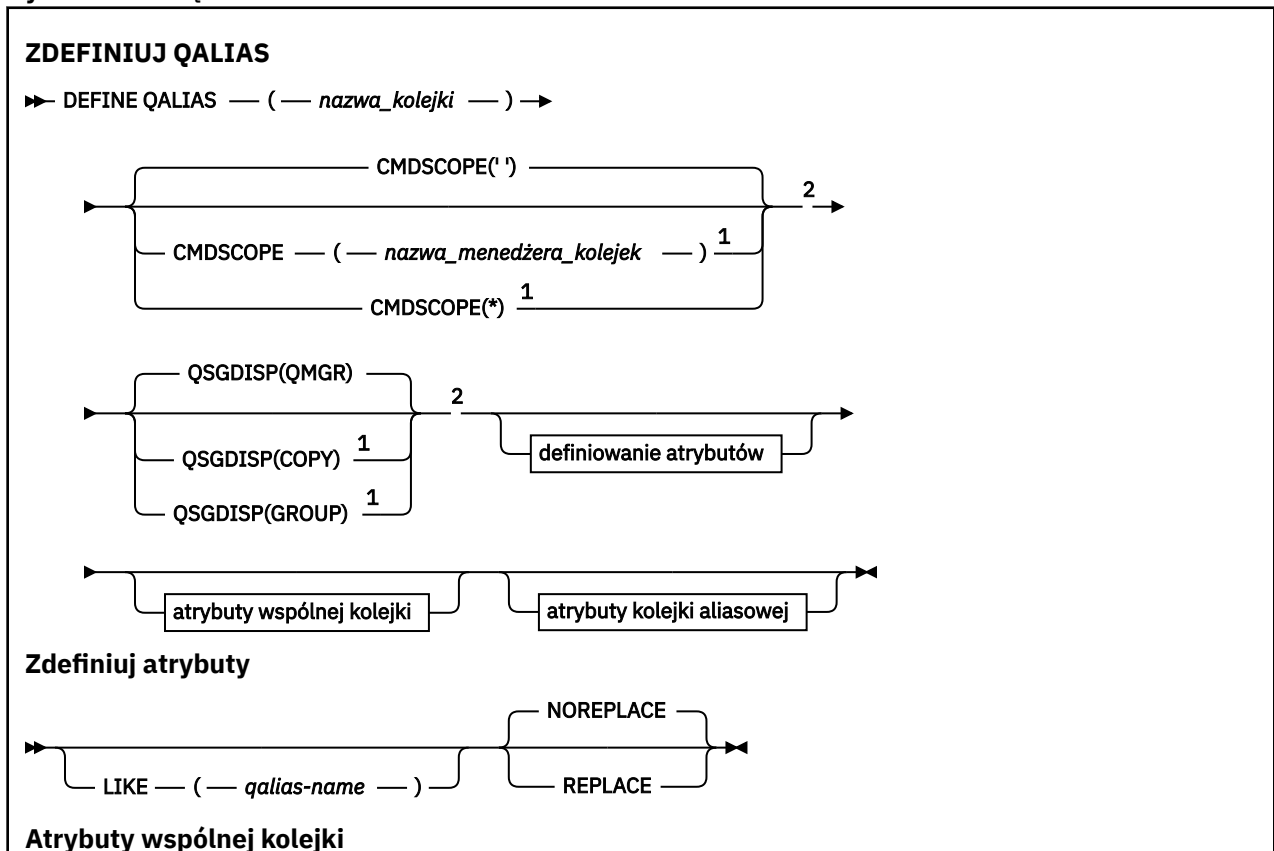 ZDEFINIUJ QALIAS
DEFINE QALIAS ( nazwa_kolejki )
CMDSCOPE(' ')
2
CMDSCOPE ( nazwa_menedżera_kolejek ) 1
CMDSCOPE(*) 1
QSGDISP(QMGR)
2
QSGDISP(COPY) 1
definiowanie atrybutów
QSGDISP(GROUP) 1
atrybuty wspólnej kolejki atrybuty kolejki aliasowej
Zdefiniuj atrybuty
NOREPLACE
LIKE ( qalias-name ) REPLACE
Atrybuty wspólnej kolejki